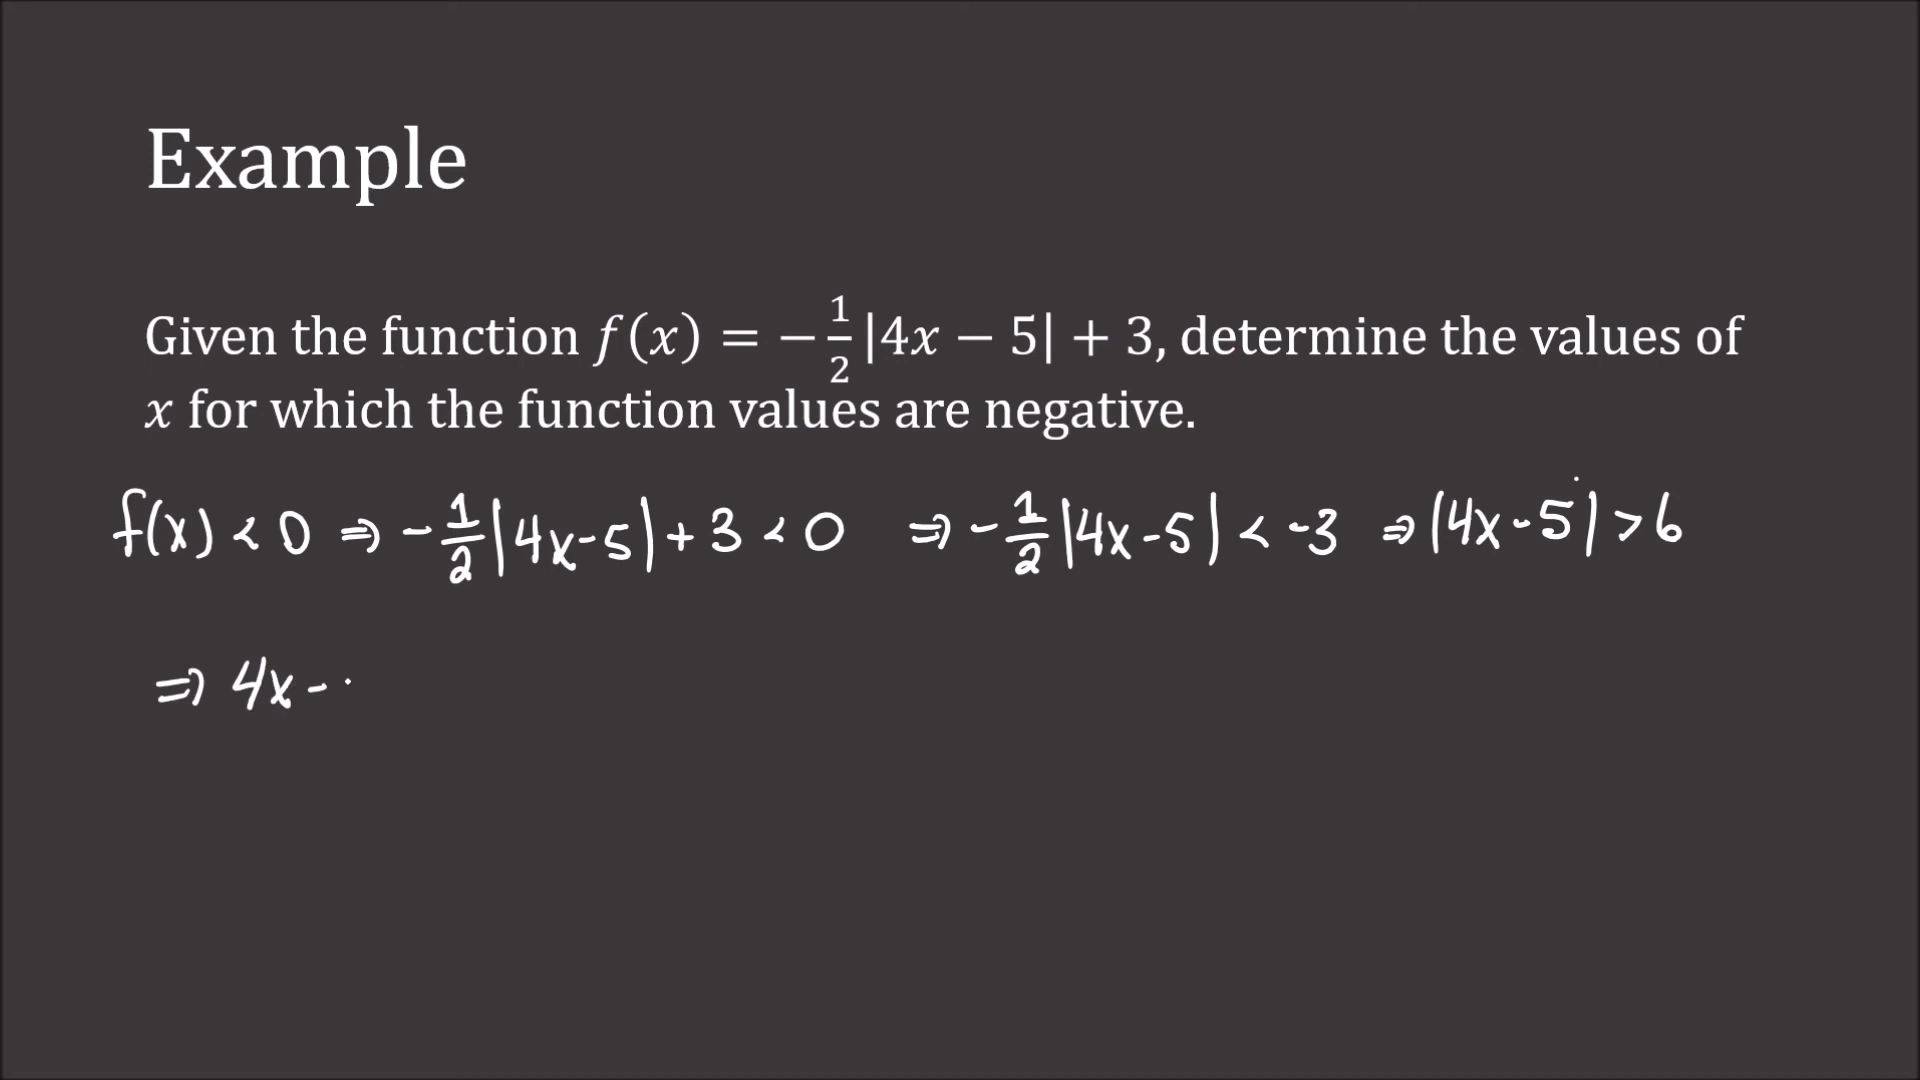 Example
Given the function f(x) = −½|4x − 5| + 3, determine the values of
x for which the function values are negative.
f(x) < 0 ⇒ -½|4x-5| + 3 < 0 ⇒ -½|4x-5| < -3 ⇒ |4x-5| > 6
⇒ 4x -